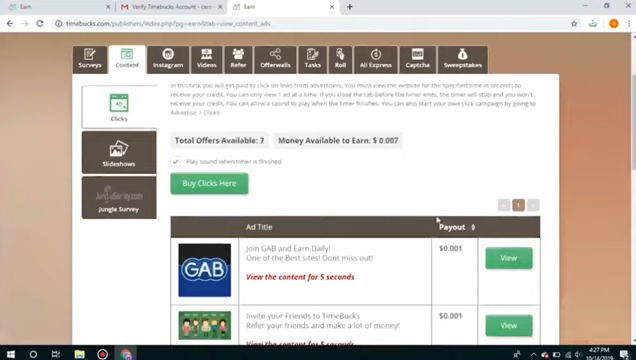 Earn
Verify Timebucks Account - cam
Earn
timebucks.com/publishers/index.php?pg=earn&tab=view_content_ads
Surveys
Content
Instagram
Videos
Refer
Offerwalls
Tasks
Roll
Ali Express
Captcha
Sweepstakes
In this task you will get paid to click on links from advertisers. You must view the website for the specified time in seconds to
receive your credit. You can only view 1 ad at a time. If you close the tab before the timer ends, the timer will stop and you won't
receive your credit. You can allow a sound to play when the timer finishes. You can also start your own click campaign by going to
Advertise > Clicks.
AD
Clicks
Slideshows
Jungle Survey
Total Offers Available: 7
Money Available to Earn: $ 0.007
Play sound when timer is finished
Buy Clicks Here
1
Ad Title
Payout
GAB
Join GAB and Earn Daily!
One of the Best sites! Dont miss out!
View the content for 5 seconds
$0.001
View
Invite your Friends to TimeBucks
Refer your friends and make a lot of money!
View the content for 5 seconds
$0.001
View
4:27 PM
10/14/2019